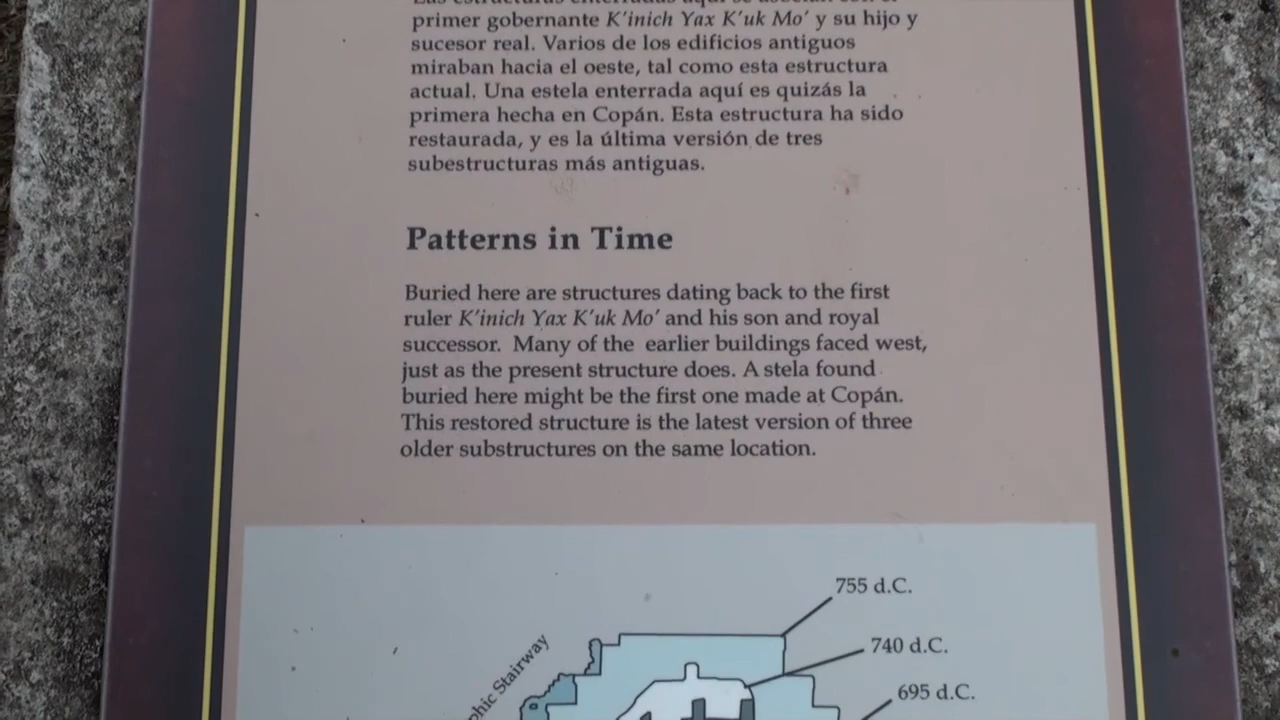 primer gobernante K'inich Yax K'uk Mo' y su hijo y
sucesor real. Varios de los edificios antiguos
miraban hacia el oeste, tal como esta estructura
actual. Una estela enterrada aquí es quizás la
primera hecha en Copán. Esta estructura ha sido
restaurada, y es la última versión de tres
subestructuras más antiguas.
Patterns in Time
Buried here are structures dating back to the first
ruler K'inich Yax K'uk Mo' and his son and royal
successor. Many of the earlier buildings faced west,
just as the present structure does. A stela found
buried here might be the first one made at Copán.
This restored structure is the latest version of three
older substructures on the same location.
755 d.C.
740 d.C.
695 d.C.
Stairway